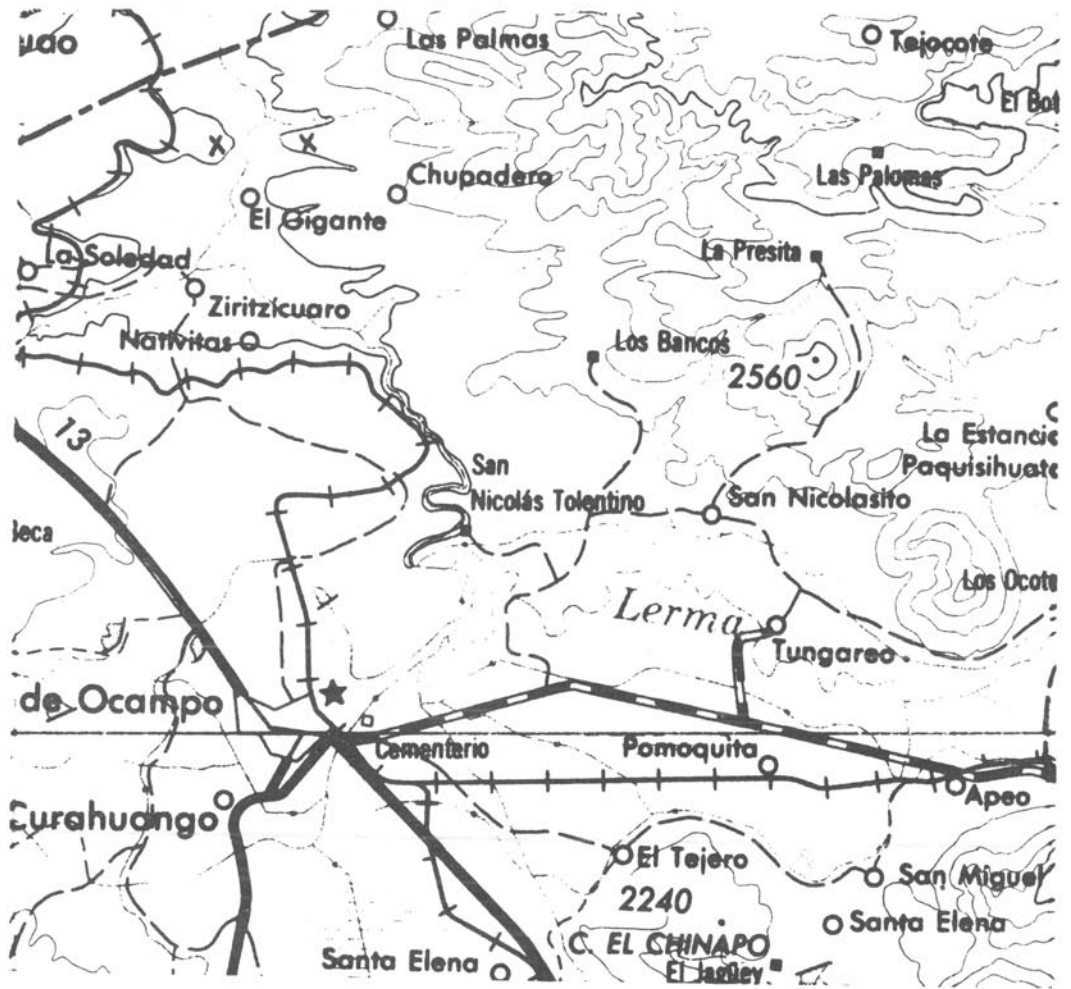 Las Palmas
Tejocote
El Bot
Las Palomas
Chupadero
El Gigante
La Soledad
La Presita
Ziritzicuaro
Nativitas
Los Bancos
2560
13
La Estancia
Paquisihuato
San
Nicolás Tolentino
San Nicolasito
Los Ocote
Lerma
Tungareo
de Ocampo
Cementerio
Pomoquita
Apeo
Curahuango
El Tejero
San Miguel
2240
Santa Elena
C. EL CHINAPO
Santa Elena
El Jagüey